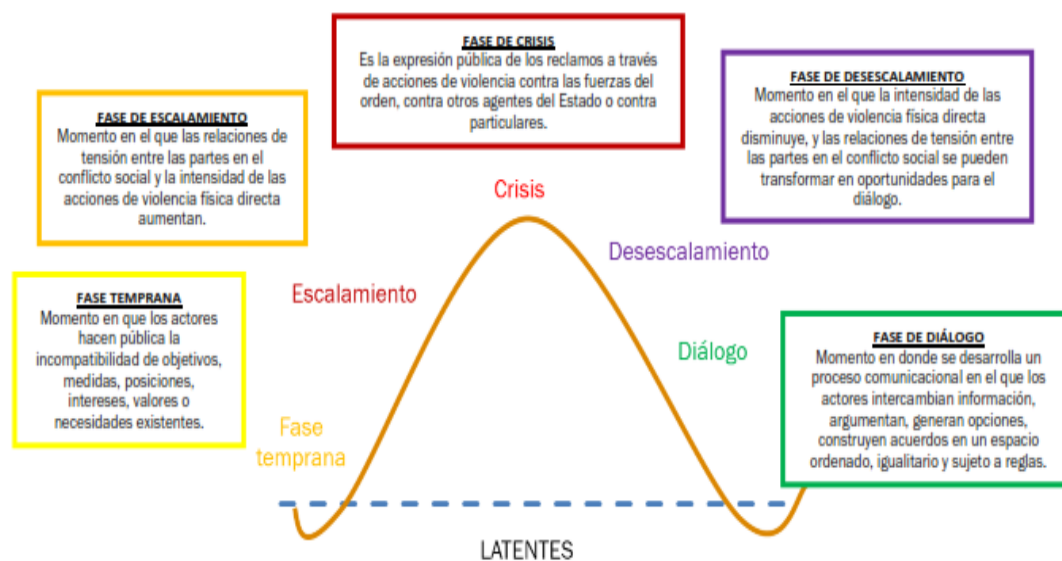 FASE DE CRISIS
Es la expresión pública de los reclamos a través
de acciones de violencia contra las fuerzas del
orden, contra otros agentes del Estado o contra
particulares.
FASE DE DESESCALAMIENTO
Momento en el que la intensidad de las
acciones de violencia física directa
disminuye, y las relaciones de tensión entre
las partes en el conflicto social se pueden
transformar en oportunidades para el
diálogo.
FASE DE ESCALAMIENTO
Momento en el que las relaciones de
tensión entre las partes en el
conflicto social y la intensidad de las
acciones de violencia física directa
aumentan.
Crisis
Desescalamiento
Escalamiento
FASE TEMPRANA
Momento en que los actores
hacen pública la
incompatibilidad de objetivos,
medidas, posiciones,
intereses, valores o
necesidades existentes.
Diálogo
FASE DE DIÁLOGO
Momento en donde se desarrolla un
proceso comunicacional en el que los
actores intercambian información,
argumentan, generan opciones,
construyen acuerdos en un espacio
ordenado, igualitario y sujeto a reglas.
Fase
temprana
LATENTES